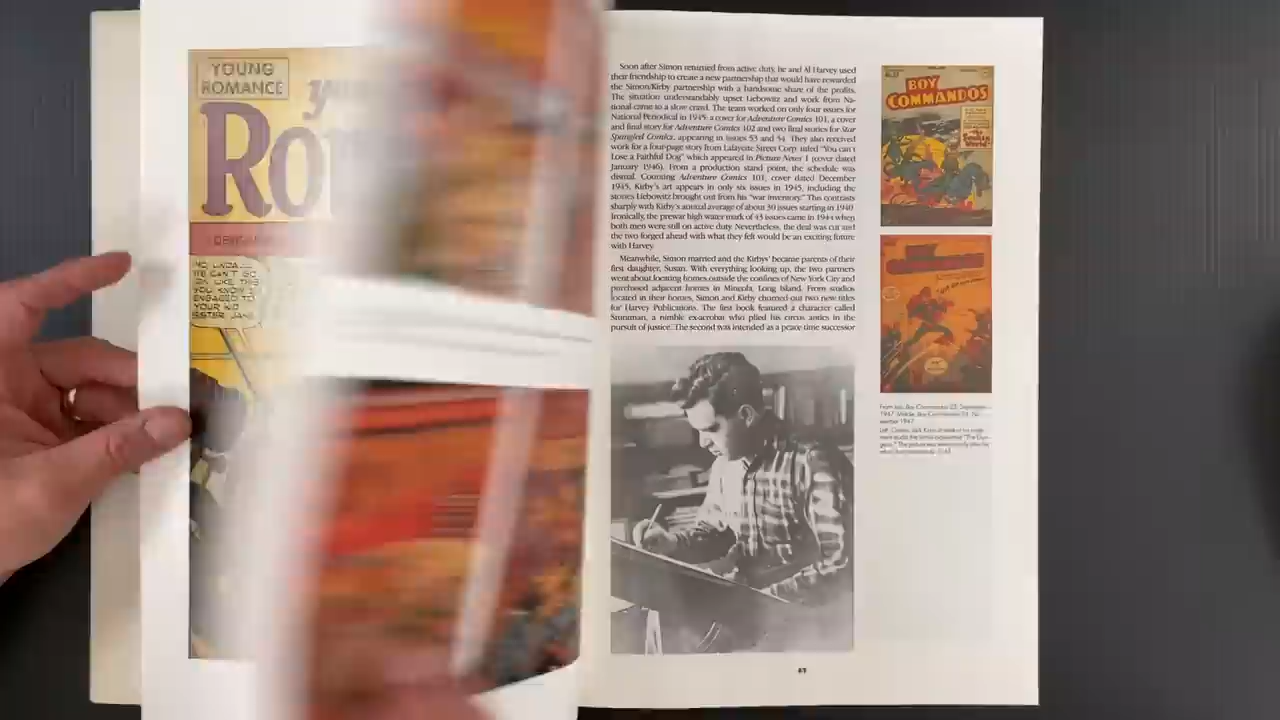 YOUNG
ROMANCE
Ro
NO, LINDA...
WE CAN'T GO
ON LIKE THIS
YOU KNOW I'M
ENGAGED TO
YOUR KID
SISTER JANE
Soon after Simon returned from active duty, he and Al Harvey used
their friendship to create a new partnership that would have rewarded
the Simon/Kirby partnership with a handsome share of the profits.
The situation understandably upset Liebowitz and work from Na-
tional came to a slow crawl. The team worked on only four issues for
National Periodical in 1945: a cover for Adventure Comics 101, a cover
and final story for Adventure Comics 102 and two final stories for Star
Spangled Comics, appearing in issues 53 and 54. They also received
work for a four-page story from Lafayette Street Corp. titled "You can't
Lose a Faithful Dog" which appeared in Picture News 1 (cover dated
January 1946). From a production stand point, the schedule was
dismal. Counting Adventure Comics 101, cover dated December
1945, Kirby's art appears in only six issues in 1945, including the
stories Liebowitz brought out from his "war inventory." This contrasts
sharply with Kirby's annual average of about 30 issues starting in 1940.
Ironically, the prewar high water mark of 43 issues came in 1944 when
both men were still on active duty. Nevertheless, the deal was cut and
the two forged ahead with what they felt would be an exciting future
with Harvey.
Meanwhile, Simon married and the Kirbys' became parents of their
first daughter, Susan. With everything looking up, the two partners
went about locating homes outside the confines of New York City and
purchased adjacent homes in Mineola, Long Island. From studios
located in their homes, Simon and Kirby churned out two new titles
for Harvey Publications. The first book featured a character called
Stuntman, a nimble ex-acrobat who plied his circus antics in the
pursuit of justice. The second was intended as a peace time successor
BOY
COMMANDOS
From top: Boy Commandos 23, September
1947. Middle: Boy Commandos 24, No-
vember 1947.